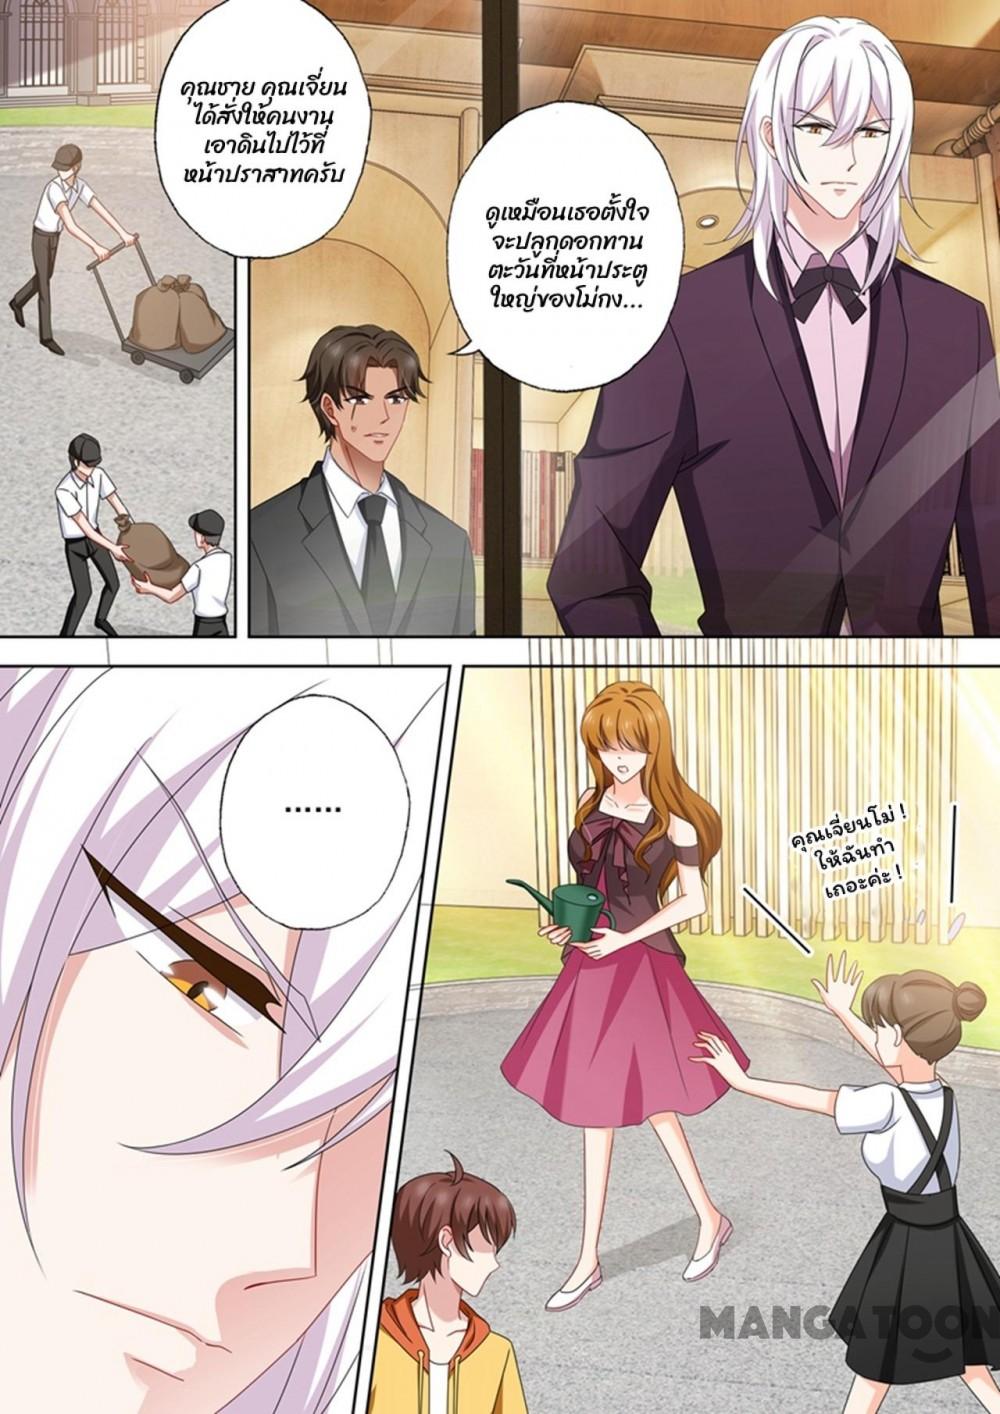 คุณชาย คุณเจี่ยน
ได้สั่งให้คนงาน
เอาดินไปไว้ที่
หน้าปราสาทครับ
ดูเหมือนเธอตั้งใจ
จะปลูกดอกทาน
ตะวันที่หน้าประตู
ใหญ่ของโม่กง...
......
คุณเจี่ยนโม่ !
ให้ฉันทำ
เถอะค่ะ !
MANGATOON